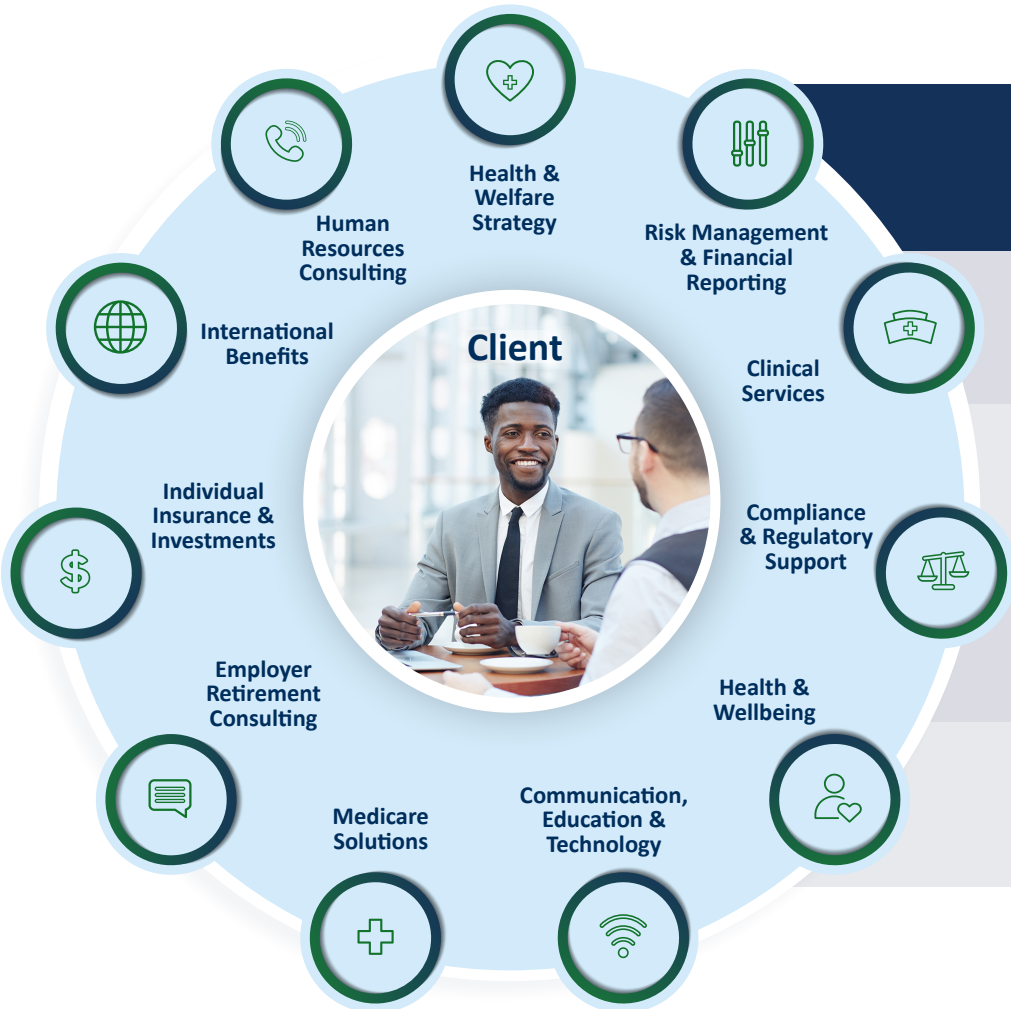 Health &
Welfare
Strategy
Risk Management
& Financial
Reporting
Clinical
Services
Compliance
& Regulatory
Support
Health &
Wellbeing
Communication,
Education &
Technology
Medicare
Solutions
Employer
Retirement
Consulting
Individual
Insurance &
Investments
International
Benefits
Human
Resources
Consulting
Client